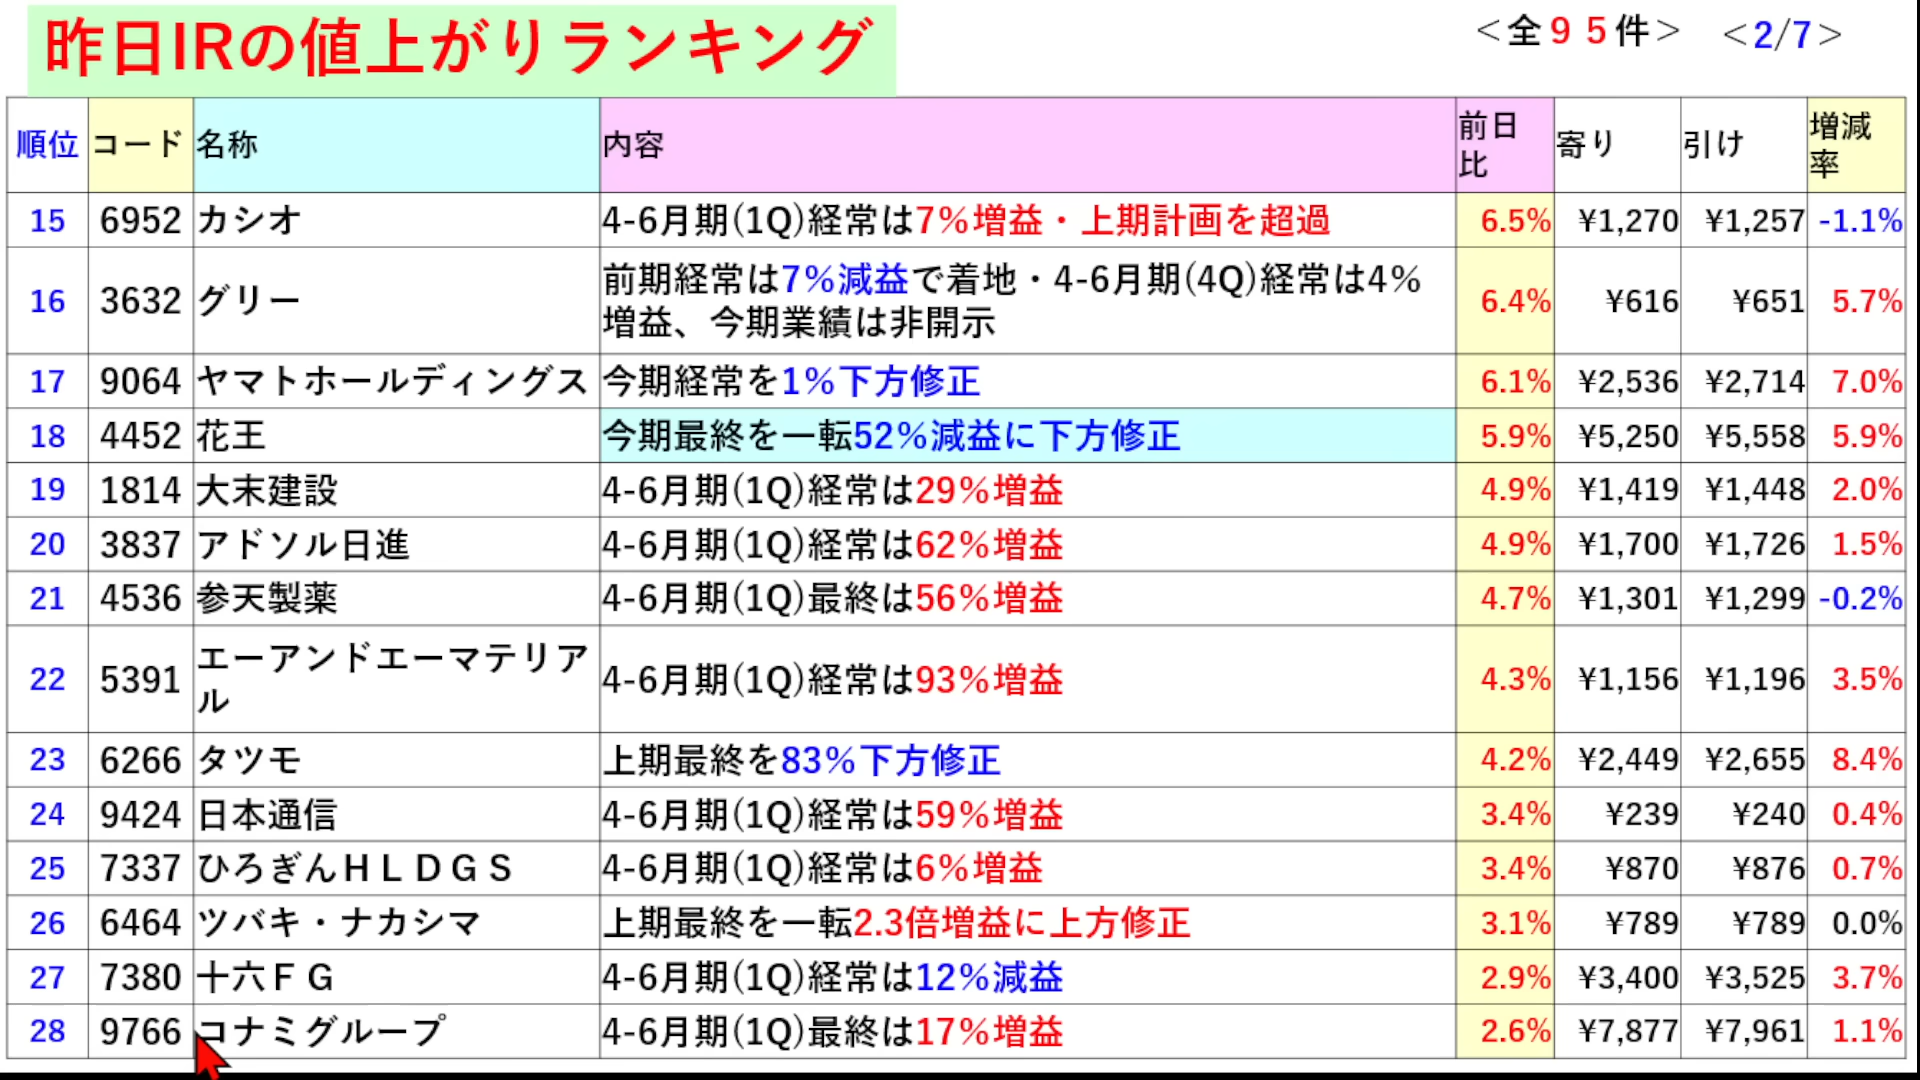 昨日IRの値上がりランキング
＜全９５件＞ ＜2/7＞
順位 コード 名称 内容 前日比 寄り 引け 増減率
15 6952 カシオ 4-6月期(1Q)経常は7%増益・上期計画を超過 6.5% ¥1,270 ¥1,257 -1.1%
16 3632 グリー 前期経常は7%減益で着地・4-6月期(4Q)経常は4%
増益、今期業績は非開示 6.4% ¥616 ¥651 5.7%
17 9064 ヤマトホールディングス 今期経常を1%下方修正 6.1% ¥2,536 ¥2,714 7.0%
18 4452 花王 今期最終を一転52%減益に下方修正 5.9% ¥5,250 ¥5,558 5.9%
19 1814 大末建設 4-6月期(1Q)経常は29%増益 4.9% ¥1,419 ¥1,448 2.0%
20 3837 アドソル日進 4-6月期(1Q)経常は62%増益 4.9% ¥1,700 ¥1,726 1.5%
21 4536 参天製薬 4-6月期(1Q)最終は56%増益 4.7% ¥1,301 ¥1,299 -0.2%
22 5391 エーアンドエーマテリア
ル 4-6月期(1Q)経常は93%増益 4.3% ¥1,156 ¥1,196 3.5%
23 6266 タツモ 上期最終を83%下方修正 4.2% ¥2,449 ¥2,655 8.4%
24 9424 日本通信 4-6月期(1Q)経常は59%増益 3.4% ¥239 ¥240 0.4%
25 7337 ひろぎんＨＬＤＧＳ 4-6月期(1Q)経常は6%増益 3.4% ¥870 ¥876 0.7%
26 6464 ツバキ・ナカシマ 上期最終を一転2.3倍増益に上方修正 3.1% ¥789 ¥789 0.0%
27 7380 十六ＦＧ 4-6月期(1Q)経常は12%減益 2.9% ¥3,400 ¥3,525 3.7%
28 9766 コナミグループ 4-6月期(1Q)最終は17%増益 2.6% ¥7,877 ¥7,961 1.1%